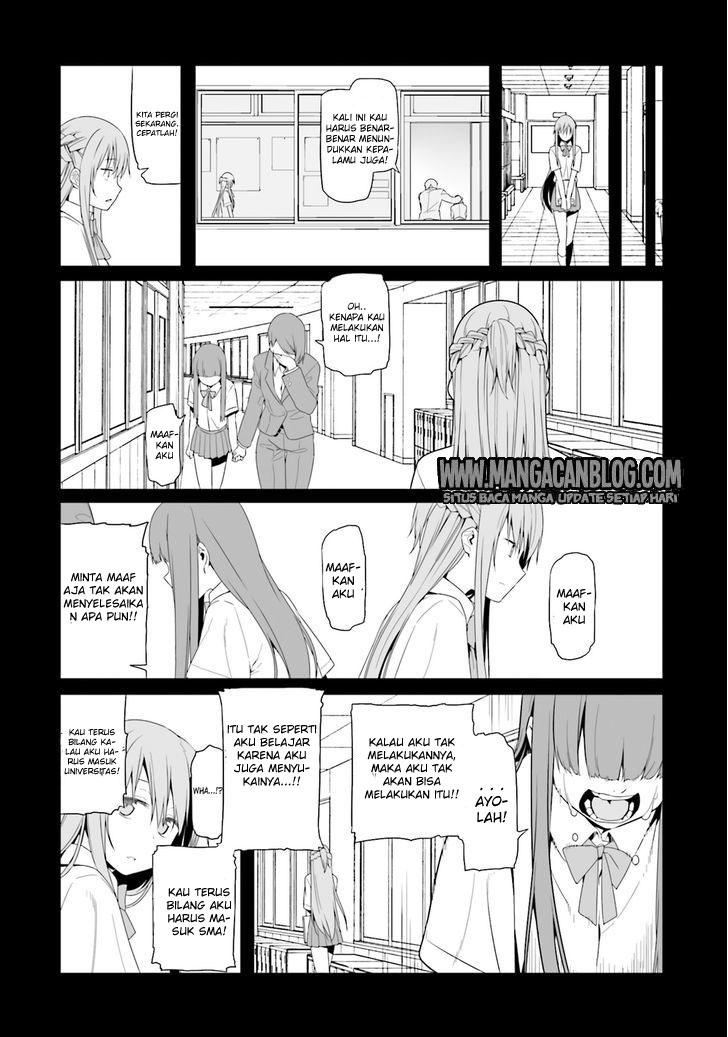 KALI INI KAU
HARUS BENAR-
BENAR MENUN-
DUKKAN KEPA-
LAMU JUGA!
KITA PERGI
SEKARANG.
CEPATLAH!
OH..
KENAPA KAU
MELAKUKAN
HAL ITU...!
MAAF-
KAN
AKU
WWW.MANGACANBLOG.COM
SITUS BACA MANGA, UPDATE SETIAP HARI
MAAF-
KAN
AKU
MAAF-
KAN
AKU
MINTA MAAF
AJA TAK AKAN
MENYELESAIKA
N APA PUN!!
KALAU AKU TAK
MELAKUKANNYA,
MAKA AKU TAK
AKAN BISA
MELAKUKAN ITU!!
AYO-
LAH!
ITU TAK SEPERTI
AKU BELAJAR
KARENA AKU
JUGA MENYU-
KAINYA...!!
WHA...!?
KAU TERUS
BILANG KA-
LAU AKU HA-
RUS MASUK
UNIVERSITAS!
KAU TERUS
BILANG AKU
HARUS MA-
SUK SMA!